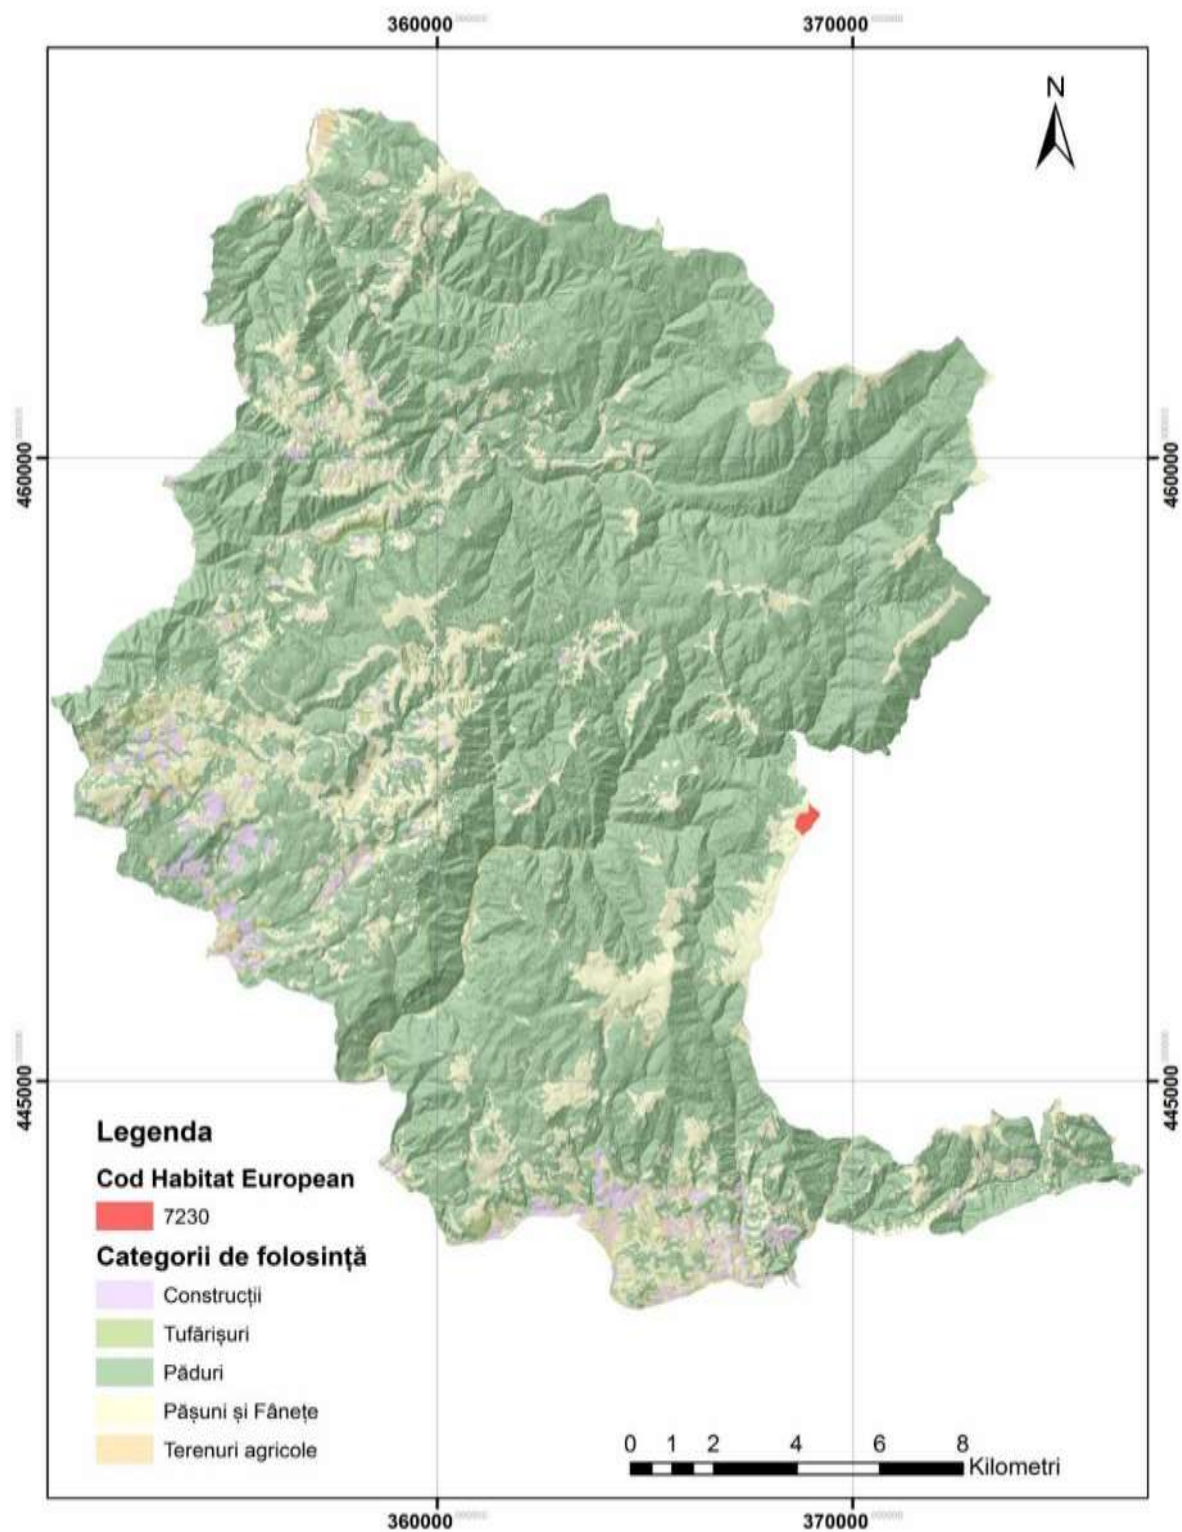 360000 370000
N
460000 460000
445000 445000
Legenda
Cod Habitat European
7230
Categorii de folosință
Construcții
Tufărișuri
Păduri
Pășuni și Fânețe
Terenuri agricole
0 1 2 4 6 8
Kilometri
360000 370000